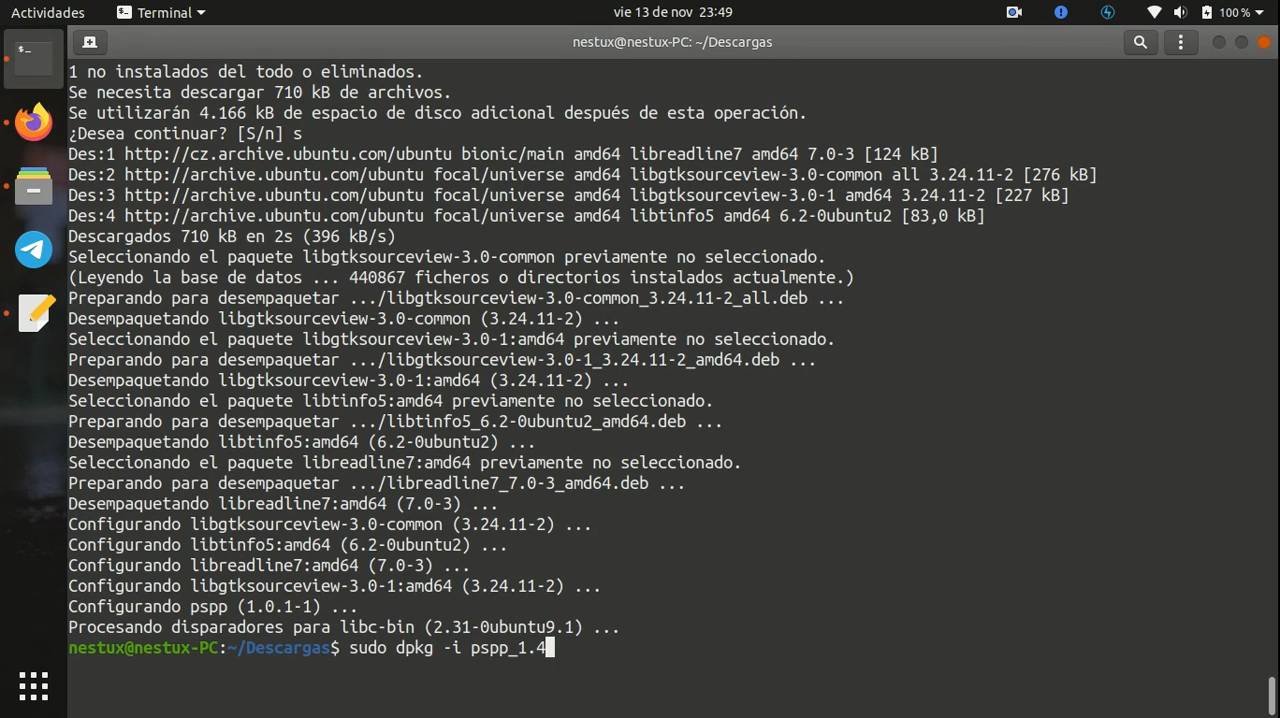 Actividades
Terminal
vie 13 de nov 23:49
100 %
nestux@nestux-PC: ~/Descargas
1 no instalados del todo o eliminados.
Se necesita descargar 710 kB de archivos.
Se utilizarán 4.166 kB de espacio de disco adicional después de esta operación.
¿Desea continuar? [S/n] s
Des:1 http://cz.archive.ubuntu.com/ubuntu bionic/main amd64 libreadline7 amd64 7.0-3 [124 kB]
Des:2 http://archive.ubuntu.com/ubuntu focal/universe amd64 libgtksourceview-3.0-common all 3.24.11-2 [276 kB]
Des:3 http://archive.ubuntu.com/ubuntu focal/universe amd64 libgtksourceview-3.0-1 amd64 3.24.11-2 [227 kB]
Des:4 http://archive.ubuntu.com/ubuntu focal/universe amd64 libtinfo5 amd64 6.2-0ubuntu2 [83,0 kB]
Descargados 710 kB en 2s (396 kB/s)
Seleccionando el paquete libgtksourceview-3.0-common previamente no seleccionado.
(Leyendo la base de datos ... 440867 ficheros o directorios instalados actualmente.)
Preparando para desempaquetar .../libgtksourceview-3.0-common_3.24.11-2_all.deb ...
Desempaquetando libgtksourceview-3.0-common (3.24.11-2) ...
Seleccionando el paquete libgtksourceview-3.0-1:amd64 previamente no seleccionado.
Preparando para desempaquetar .../libgtksourceview-3.0-1_3.24.11-2_amd64.deb ...
Desempaquetando libgtksourceview-3.0-1:amd64 (3.24.11-2) ...
Seleccionando el paquete libtinfo5:amd64 previamente no seleccionado.
Preparando para desempaquetar .../libtinfo5_6.2-0ubuntu2_amd64.deb ...
Desempaquetando libtinfo5:amd64 (6.2-0ubuntu2) ...
Seleccionando el paquete libreadline7:amd64 previamente no seleccionado.
Preparando para desempaquetar .../libreadline7_7.0-3_amd64.deb ...
Desempaquetando libreadline7:amd64 (7.0-3) ...
Configurando libgtksourceview-3.0-common (3.24.11-2) ...
Configurando libtinfo5:amd64 (6.2-0ubuntu2) ...
Configurando libreadline7:amd64 (7.0-3) ...
Configurando libgtksourceview-3.0-1:amd64 (3.24.11-2) ...
Configurando pspp (1.0.1-1) ...
Procesando disparadores para libc-bin (2.31-0ubuntu9.1) ...
nestux@nestux-PC:~/Descargas$ sudo dpkg -i pspp_1.4